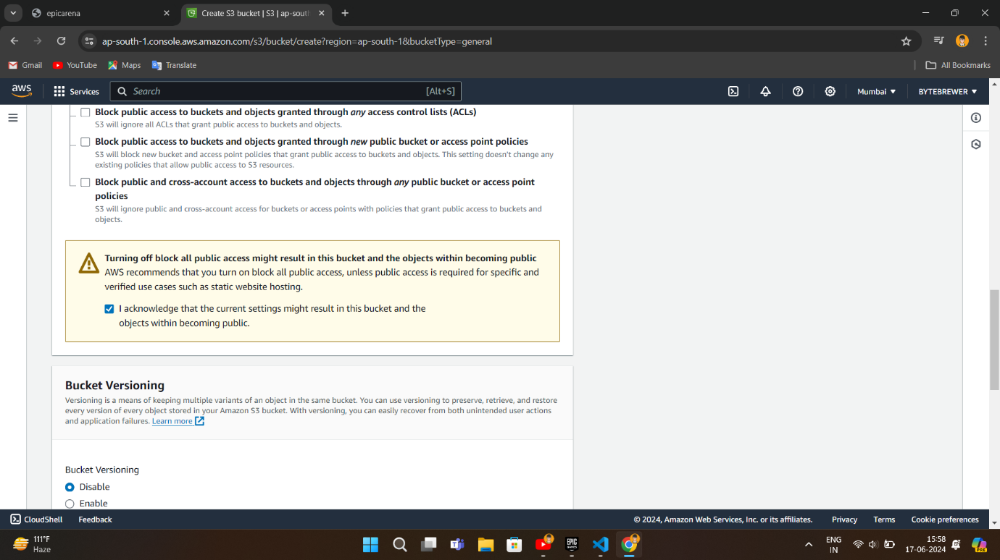 epicarena
Create S3 bucket | S3 | ap-sout
ap-south-1.console.aws.amazon.com/s3/bucket/create?region=ap-south-1&bucketType=general
Gmail
YouTube
Maps
Translate
All Bookmarks
aws
Services
Search
[Alt+S]
Mumbai
BYTEBREWER
Block public access to buckets and objects granted through any access control lists (ACLs)
S3 will ignore all ACLs that grant public access to buckets and objects.
Block public access to buckets and objects granted through new public bucket or access point policies
S3 will block new bucket and access point policies that grant public access to buckets and objects. This setting doesn't change any
existing policies that allow public access to S3 resources.
Block public and cross-account access to buckets and objects through any public bucket or access point
policies
S3 will ignore public and cross-account access for buckets or access points with policies that grant public access to buckets and
objects.
Turning off block all public access might result in this bucket and the objects within becoming public
AWS recommends that you turn on block all public access, unless public access is required for specific and
verified use cases such as static website hosting.
I acknowledge that the current settings might result in this bucket and the
objects within becoming public.
Bucket Versioning
Versioning is a means of keeping multiple variants of an object in the same bucket. You can use versioning to preserve, retrieve, and restore
every version of every object stored in your Amazon S3 bucket. With versioning, you can easily recover from both unintended user actions
and application failures. Learn more
Bucket Versioning
Disable
Enable
CloudShell
Feedback
© 2024, Amazon Web Services, Inc. or its affiliates.
Privacy
Terms
Cookie preferences
111°F
Haze
EPIC
GAMES
ENG
IN
15:58
17-06-2024
PRE